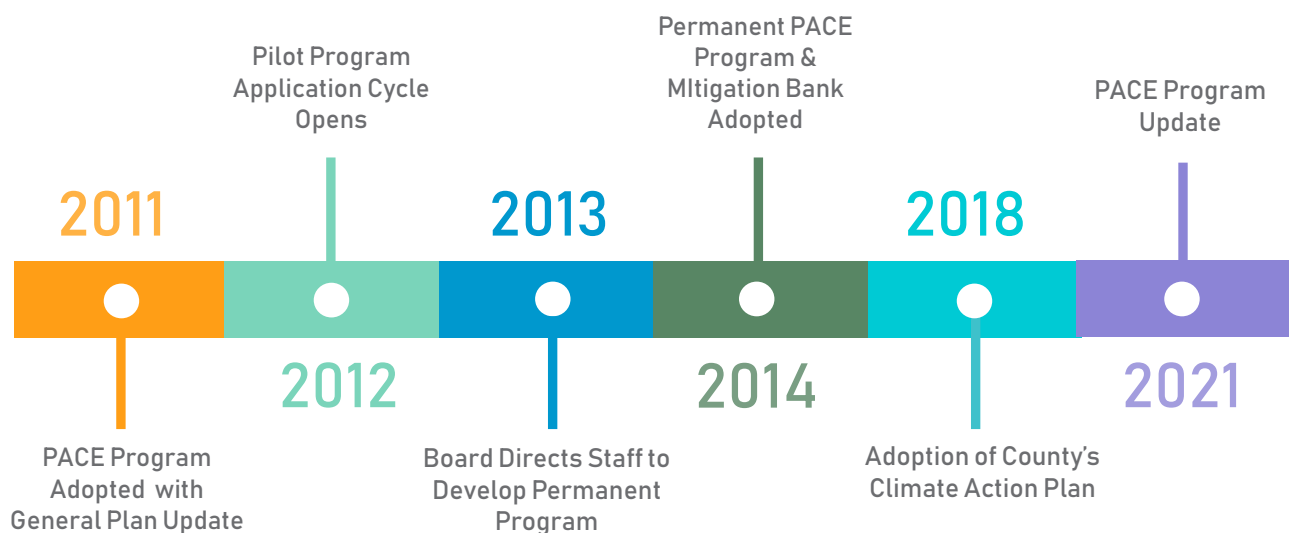 2011
PACE Program
Adopted with
General Plan Update
Pilot Program
Application Cycle
Opens
2012
2013
Board Directs Staff to
Develop Permanent
Program
Permanent PACE
Program &
MItigation Bank
Adopted
2014
2018
Adoption of County's
Climate Action Plan
PACE Program
Update
2021